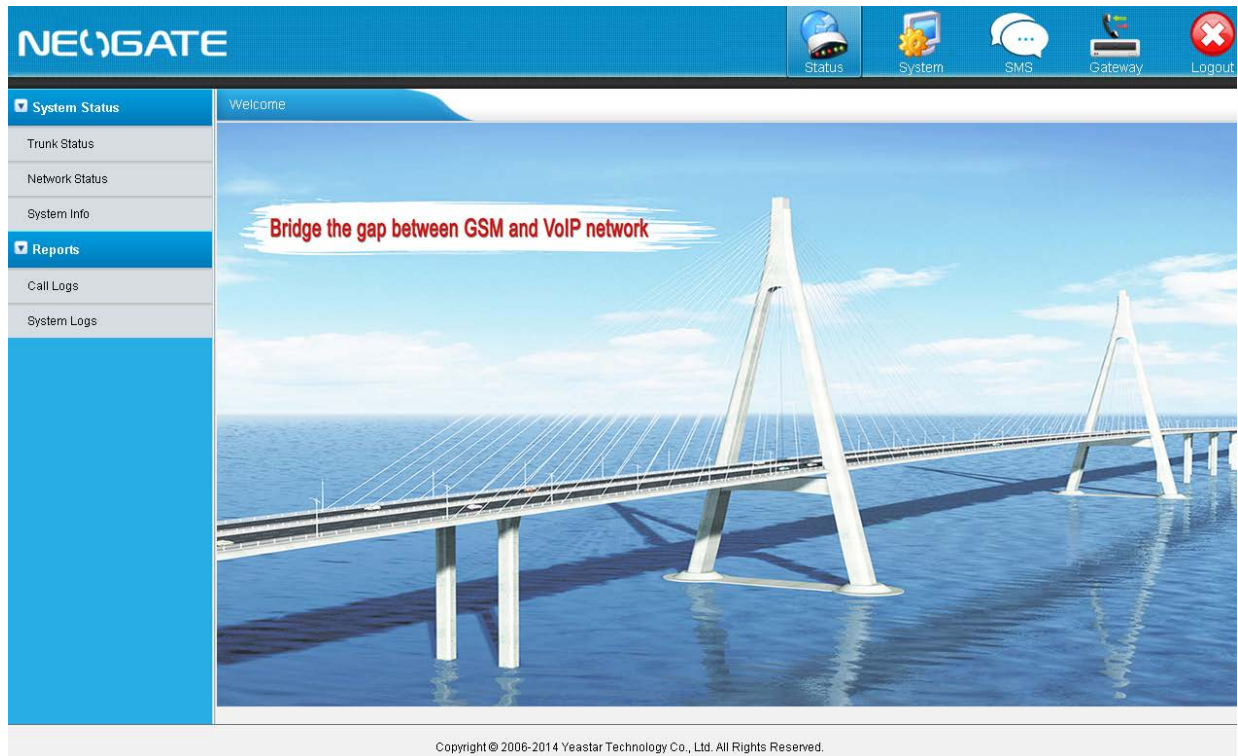 NEOGATE
Status
System
SMS
Gateway
Logout
System Status
Trunk Status
Network Status
System Info
Reports
Call Logs
System Logs
Welcome
Bridge the gap between GSM and VoIP network
Copyright © 2006-2014 Yeastar Technology Co., Ltd. All Rights Reserved.